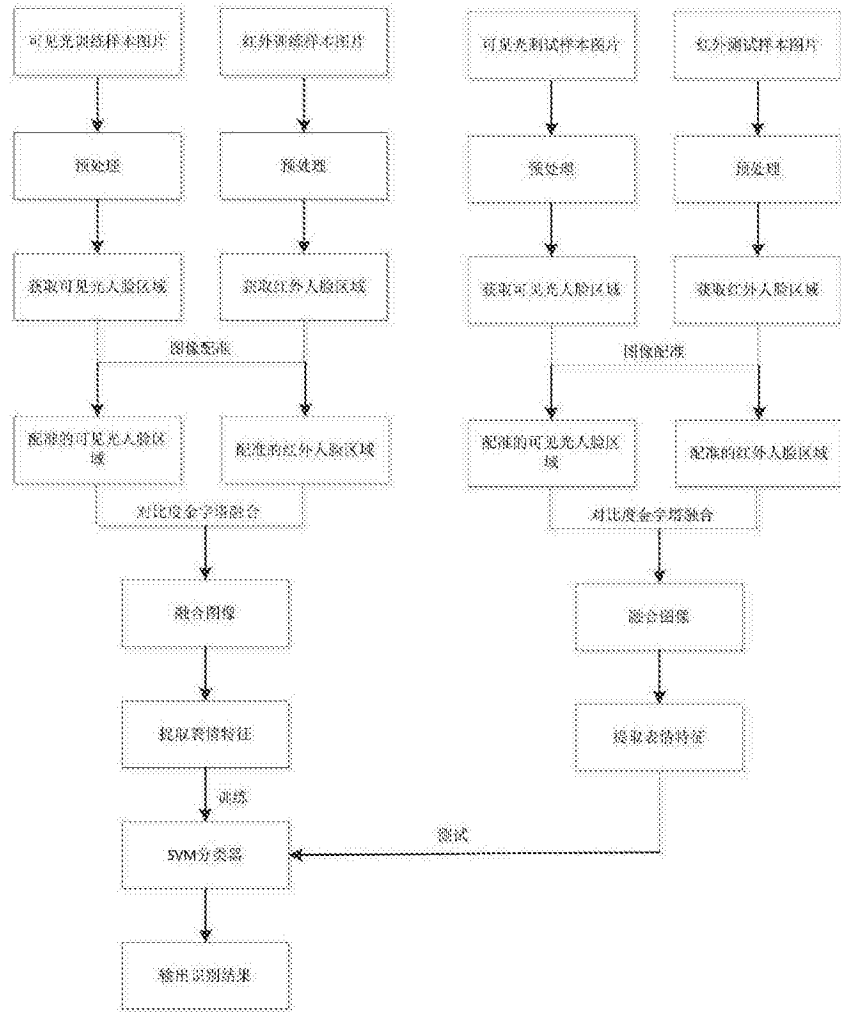 可见光训练样本图片
红外训练样本图片
预处理
预处理
获取可见光人脸区域
获取红外人脸区域
图像配准
配准的可见光人脸区
域
配准的红外人脸区域
对比度金字塔融合
融合图像
提取表情特征
训练
SVM分类器
输出识别结果
可见光测试样本图片
红外测试样本图片
预处理
预处理
获取可见光人脸区域
获取红外人脸区域
图像配准
配准的可见光人脸区
域
配准的红外人脸区域
对比度金字塔融合
融合图像
提取表情特征
测试